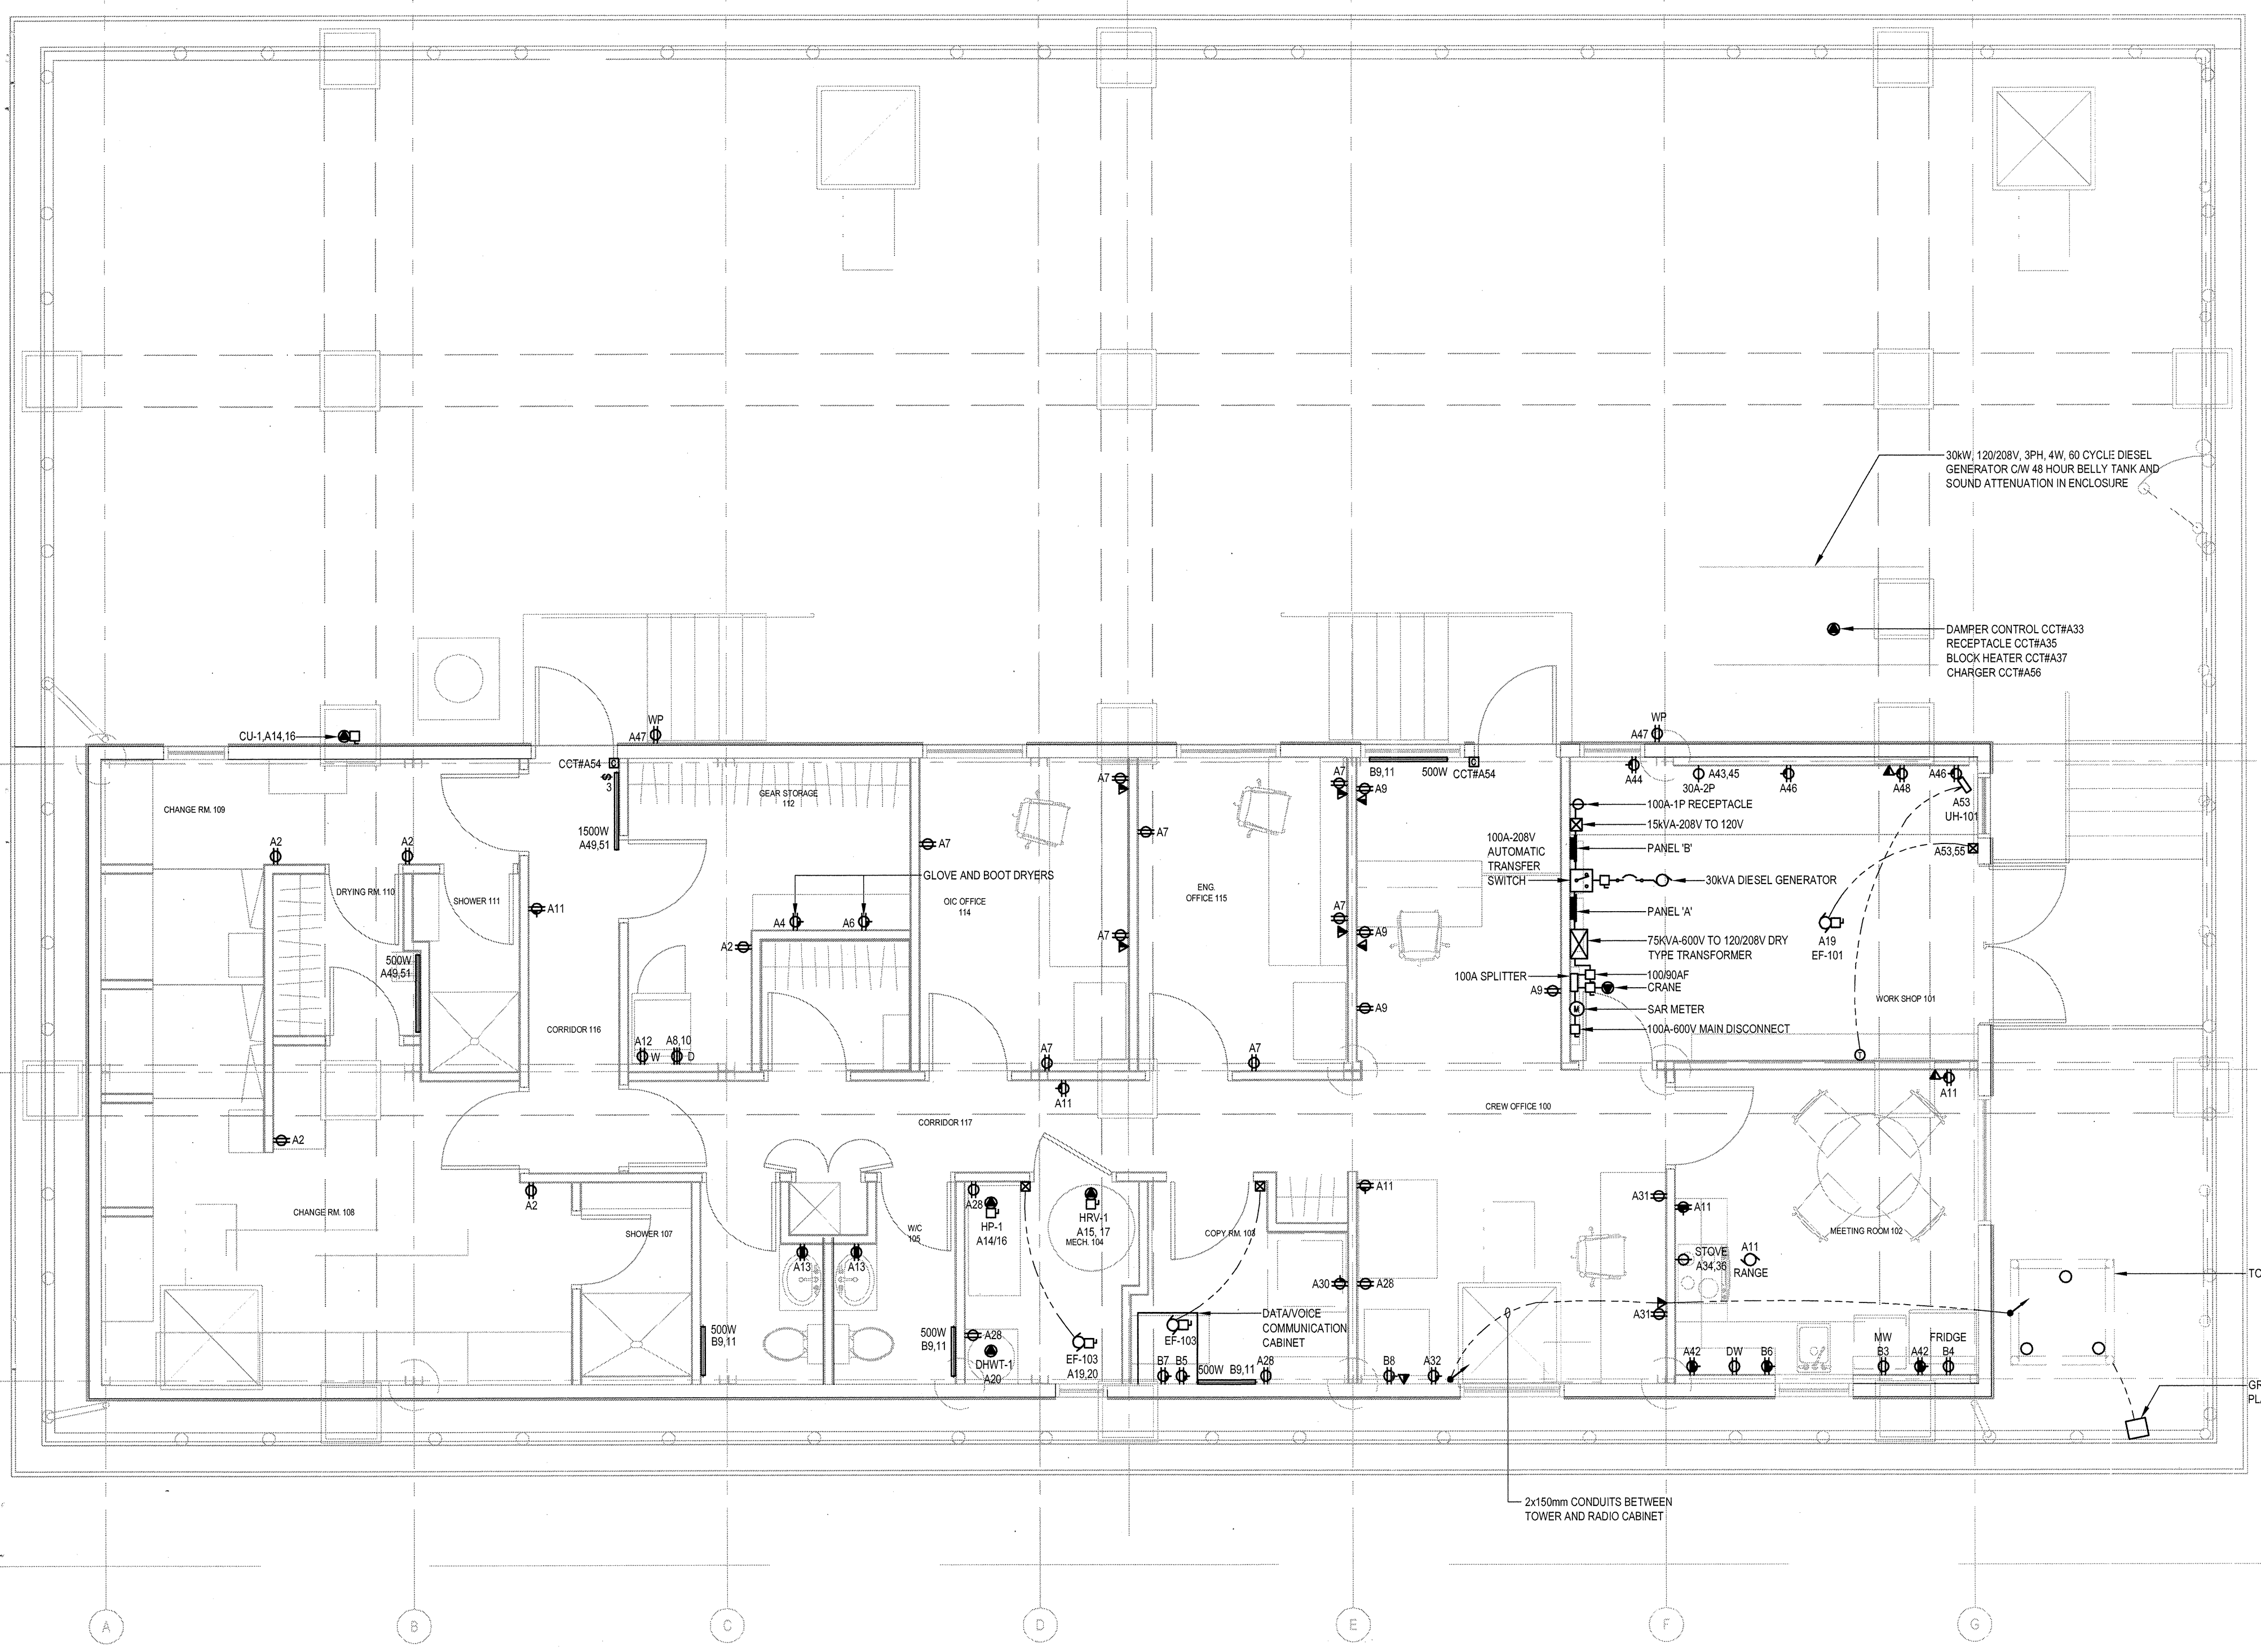 30kW, 120/208V, 3PH, 4W, 60 CYCLE DIESEL
GENERATOR C/W 48 HOUR BELLY TANK AND
SOUND ATTENUATION IN ENCLOSURE
DAMPER CONTROL CCT#A33
RECEPTACLE CCT#A35
BLOCK HEATER CCT#A37
CHARGER CCT#A56
CU-1,A14,16
WP
A47
WP
A47
CCT#A54
$
3
1500W
A49,51
B9,11
500W
CCT#A54
CHANGE RM. 109
GEAR STORAGE
112
A7
A7
A9
A44
A43,45
30A-2P
A46
A48
A46
A53
UH-101
100A-1P RECEPTACLE
15kVA-208V TO 120V
A7
A7
A2
A2
100A-208V
AUTOMATIC
TRANSFER
SWITCH
PANEL 'B'
A53,55
GLOVE AND BOOT DRYERS
30kVA DIESEL GENERATOR
DRYING RM. 110
SHOWER 111
OIC OFFICE
114
ENG.
OFFICE 115
A11
A4
A6
A7
A9
PANEL 'A'
A7
A2
A19
EF-101
500W
A49,51
75KVA-600V TO 120/208V DRY
TYPE TRANSFORMER
100A SPLITTER
100/90AF
CRANE
A9
WORK SHOP 101
A9
M
SAR METER
CORRIDOR 116
100A-600V MAIN DISCONNECT
A12
W
A8,10
D
A7
A7
T
A11
A11
CREW OFFICE 100
CORRIDOR 117
A2
A2
CHANGE RM. 108
SHOWER 107
W/C
105
A28
HP-1
A14/16
HRV-1
A15, 17
MECH. 104
COPY RM. 103
A11
A31
A11
MEETING ROOM 102
A13
A13
STOVE
A34,36
A11
RANGE
A30
A28
TO
DATA/VOICE
COMMUNICATION
CABINET
A31
500W
B9,11
500W
B9,11
A28
DHWT-1
A20
EF-103
A19,20
EF-103
B7
B5
500W
B9,11
A28
B8
A32
A42
DW
B6
MW
B3
A42
FRIDGE
B4
GR
PL
2x150mm CONDUITS BETWEEN
TOWER AND RADIO CABINET
A
B
C
D
E
F
G